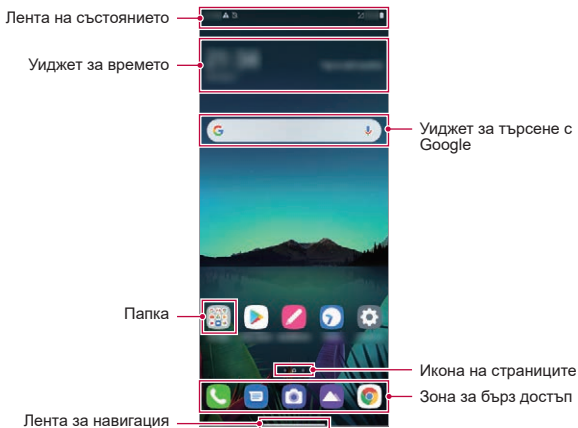 Лента на състоянието
Уиджет за времето
Уиджет за търсене с
Google
Папка
Икона на страниците
Зона за бърз достъп
Лента за навигация